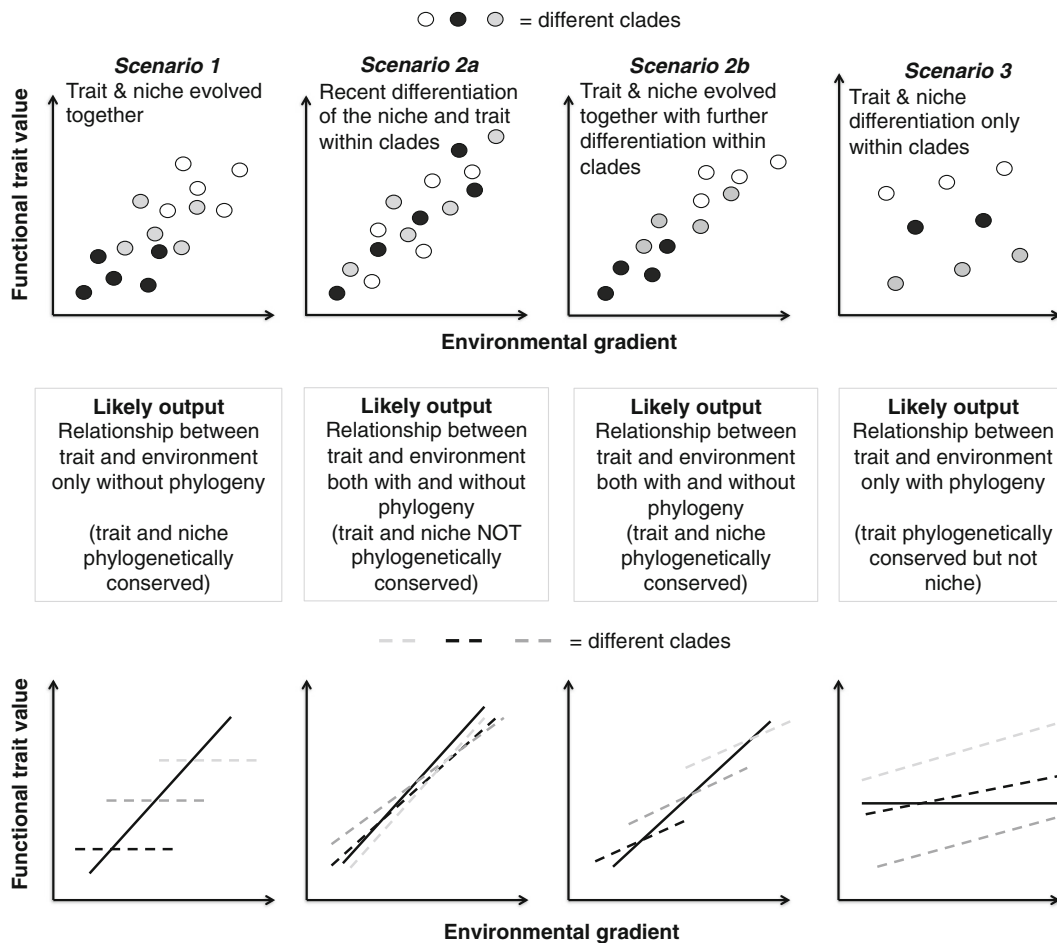 = different clades
Scenario 1
Trait & niche evolved
together
Scenario 2a
Recent differentiation
of the niche and trait
within clades
Scenario 2b
Trait & niche evolved
together with further
differentiation within
clades
Scenario 3
Trait & niche
differentiation only
within clades
Functional trait value
Environmental gradient
Likely output
Relationship between
trait and environment
only without phylogeny
(trait and niche
phylogenetically
conserved)
Likely output
Relationship between
trait and environment
both with and without
phylogeny
(trait and niche NOT
phylogenetically
conserved)
Likely output
Relationship between
trait and environment
both with and without
phylogeny
(trait and niche
phylogenetically
conserved)
Likely output
Relationship between
trait and environment
only with phylogeny
(trait phylogenetically
conserved but not
niche)
= different clades
Functional trait value
Environmental gradient